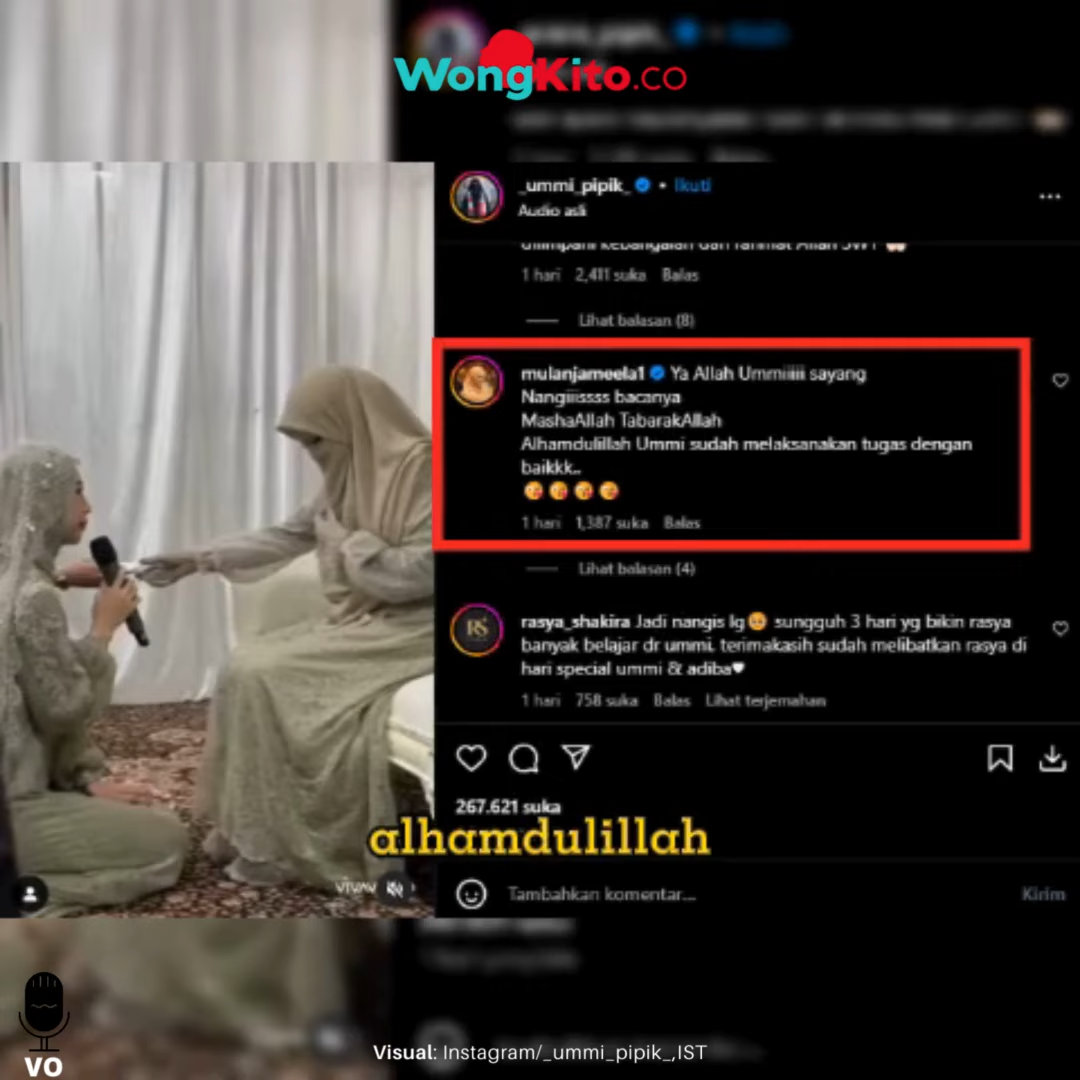 WongKito.co
_ummi_pipik_ • Ikuti
Audio asli
1 hari 2,411 suka Balas
Lihat balasan (8)
mulanjameela1 Ya Allah Ummiiiiii sayang
Nangiiissss bacanya
MashaAllah TabarakAllah
Alhamdulillah Ummi sudah melaksanakan tugas dengan
baikkk..
1 hari 1,387 suka Balas
Lihat balasan (4)
RS
rasya_shakira Jadi nangis lg🥺 sungguh 3 hari yg bikin rasya
banyak belajar dr ummi. terimakasih sudah melibatkan rasya di
hari special ummi & adiba♥
1 hari 758 suka Balas Lihat terjemahan
267.621 suka
alhamdulillah
Tambahkan komentar... Kirim
VO
Visual: Instagram/_ummi_pipik_,IST